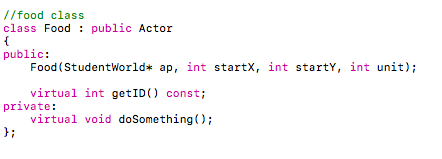 //food class
class Food : public Actor
{
public:
    Food(StudentWorld* ap, int startX, int startY, int unit);
    virtual int getID() const;
private:
    virtual void doSomething();
};